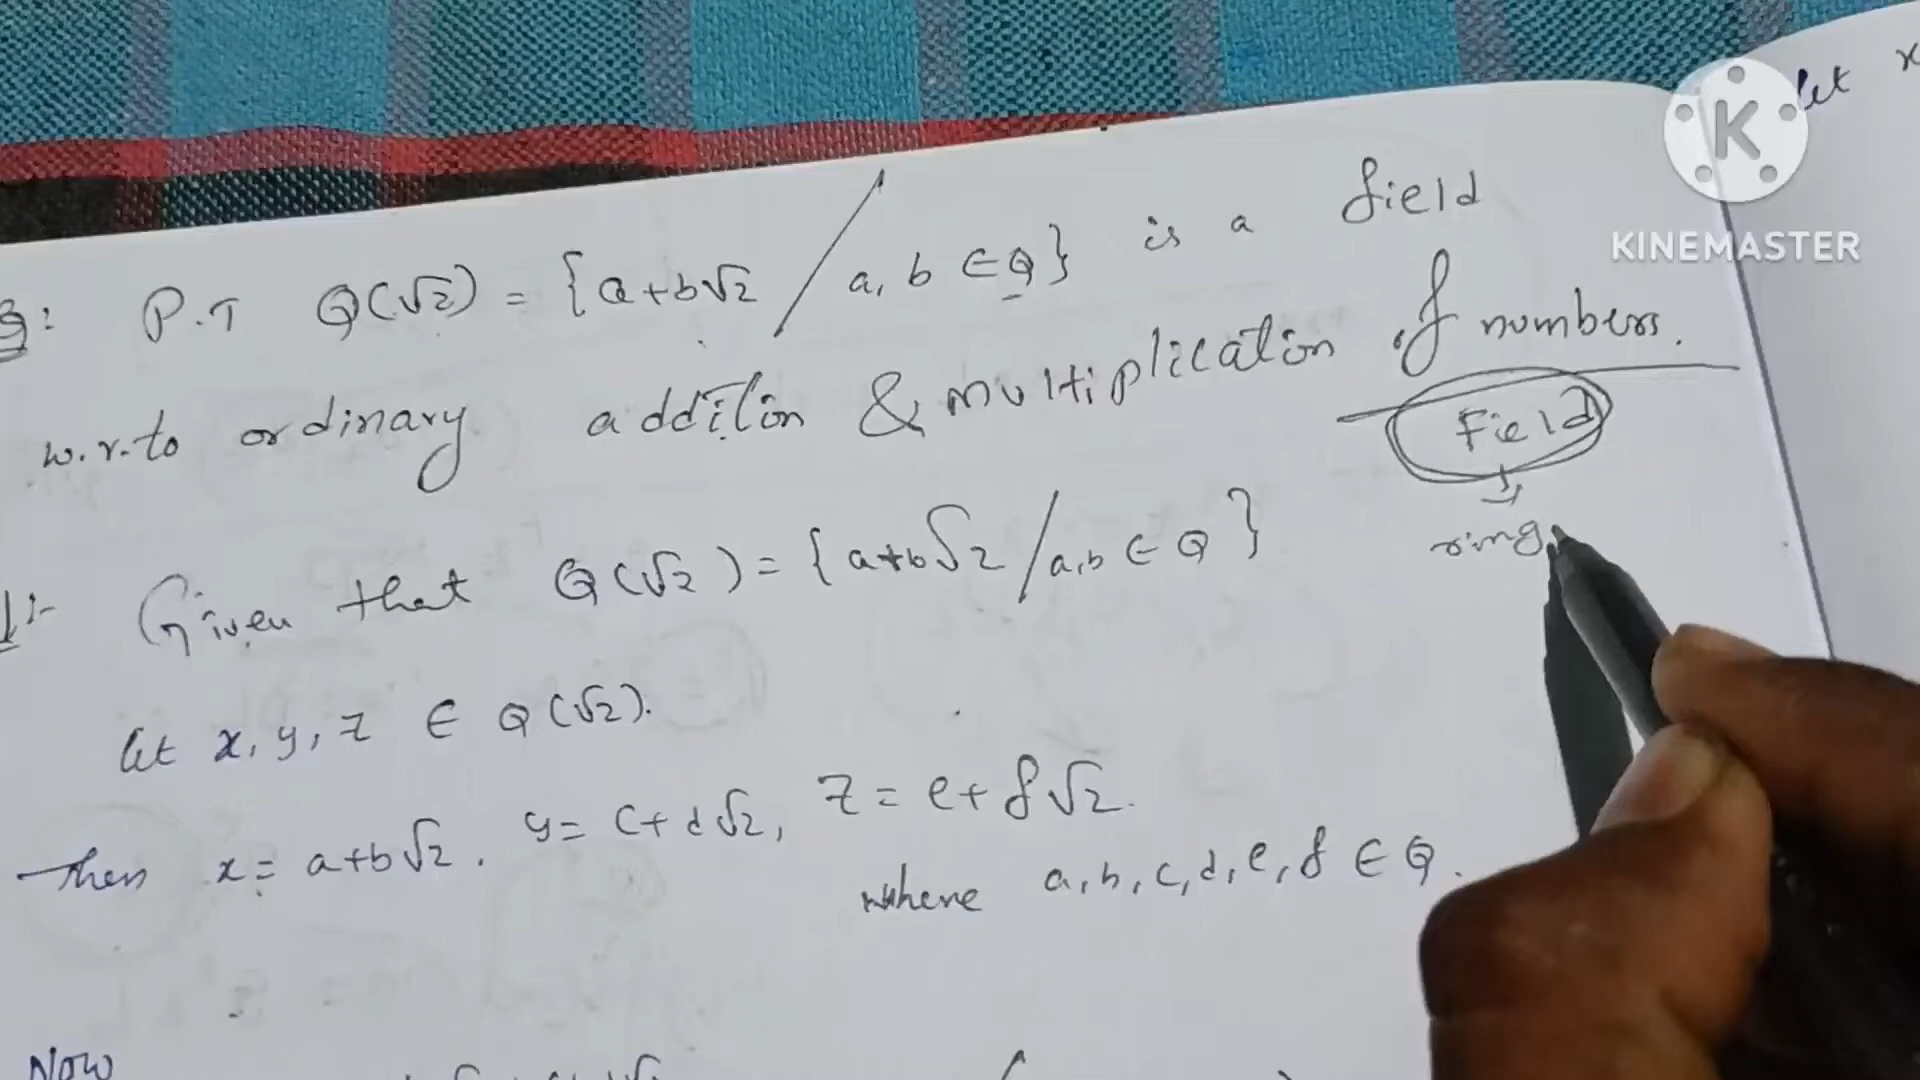 Q: P.T Q(√2) = {a+b√2 / a, b ∈ Q} is a field
w.r.to ordinary addition & multiplication of numbers.
Field
ring
Given that Q(√2) = {a+b√2 / a,b ∈ Q}
let x, y, z ∈ Q(√2).
Then x = a+b√2, y = c+d√2, z = e+f√2.
where a, b, c, d, e, f ∈ Q.
Now
let x
K
KINEMASTER